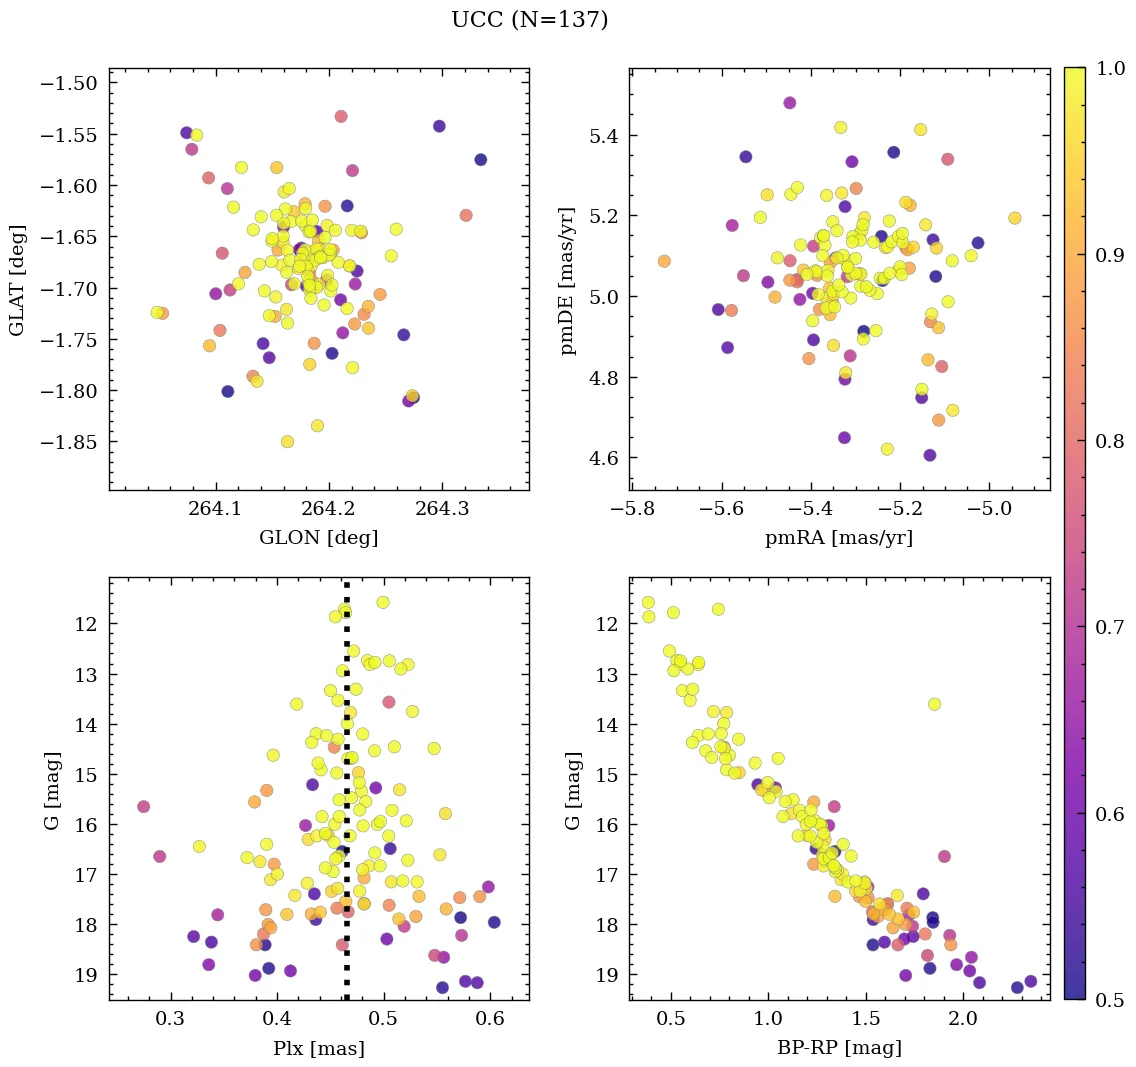 UCC (N=137)
−1.50
−1.55
−1.60
−1.65
−1.70
−1.75
−1.80
−1.85
GLAT [deg]
264.1 264.2 264.3
GLON [deg]
5.4
5.2
5.0
4.8
4.6
pmDE [mas/yr]
−5.8 −5.6 −5.4 −5.2 −5.0
pmRA [mas/yr]
12
13
14
15
16
17
18
19
G [mag]
0.3 0.4 0.5 0.6
Plx [mas]
12
13
14
15
16
17
18
19
G [mag]
0.5 1.0 1.5 2.0
BP-RP [mag]
1.0
0.9
0.8
0.7
0.6
0.5